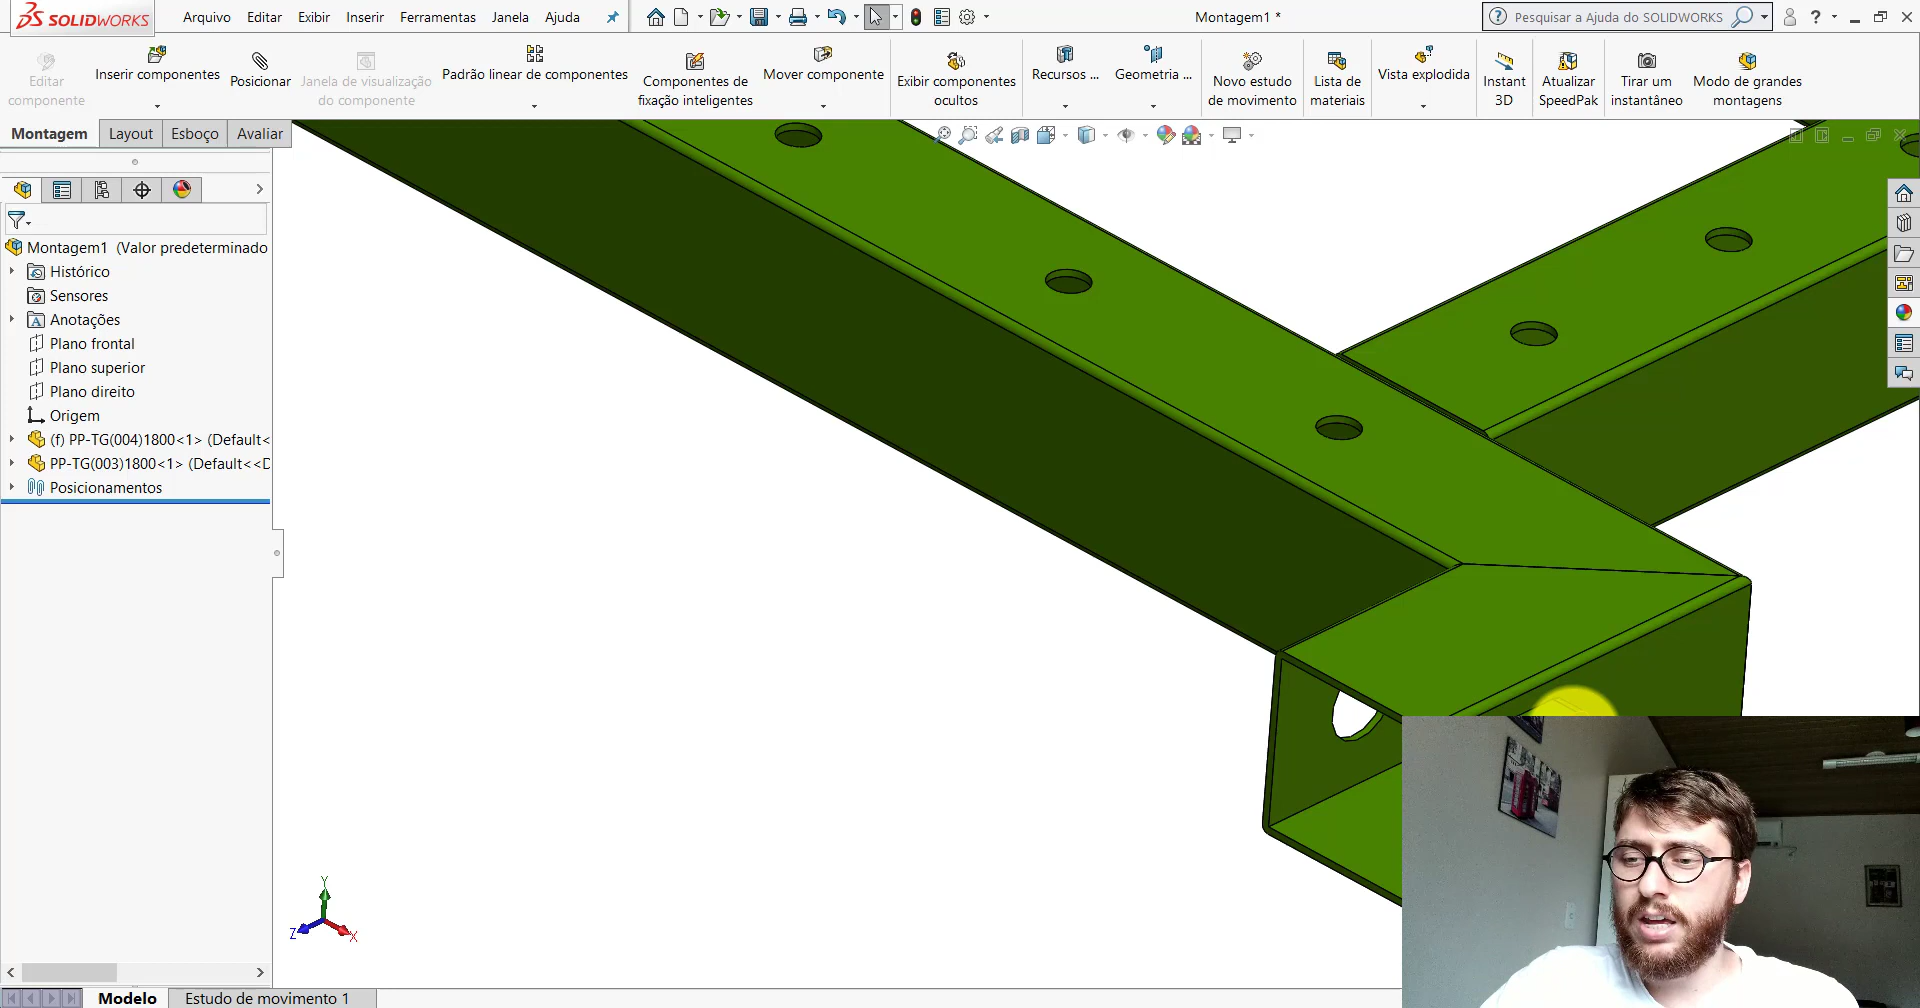 SOLIDWORKS
Arquivo Editar Exibir Inserir Ferramentas Janela Ajuda
Montagem1 *
Pesquisar a Ajuda do SOLIDWORKS
Editar componente
Inserir componentes
Posicionar
Janela de visualização do componente
Padrão linear de componentes
Componentes de fixação inteligentes
Mover componente
Exibir componentes ocultos
Recursos ...
Geometria ...
Novo estudo de movimento
Lista de materiais
Vista explodida
Instant 3D
Atualizar SpeedPak
Tirar um instantâneo
Modo de grandes montagens
Montagem Layout Esboço Avaliar
Montagem1 (Valor predeterminado
Histórico
Sensores
Anotações
Plano frontal
Plano superior
Plano direito
Origem
(f) PP-TG(004)1800<1> (Default<
PP-TG(003)1800<1> (Default<<D
Posicionamentos
Y
Z
X
Modelo Estudo de movimento 1